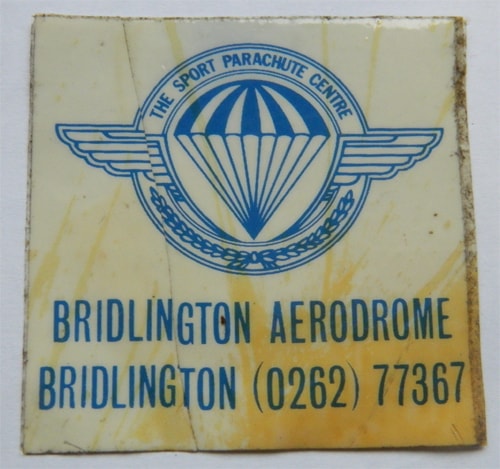 THE SPORT PARACHUTE CENTRE
BRIDLINGTON AERODROME
BRIDLINGTON (0262) 77367